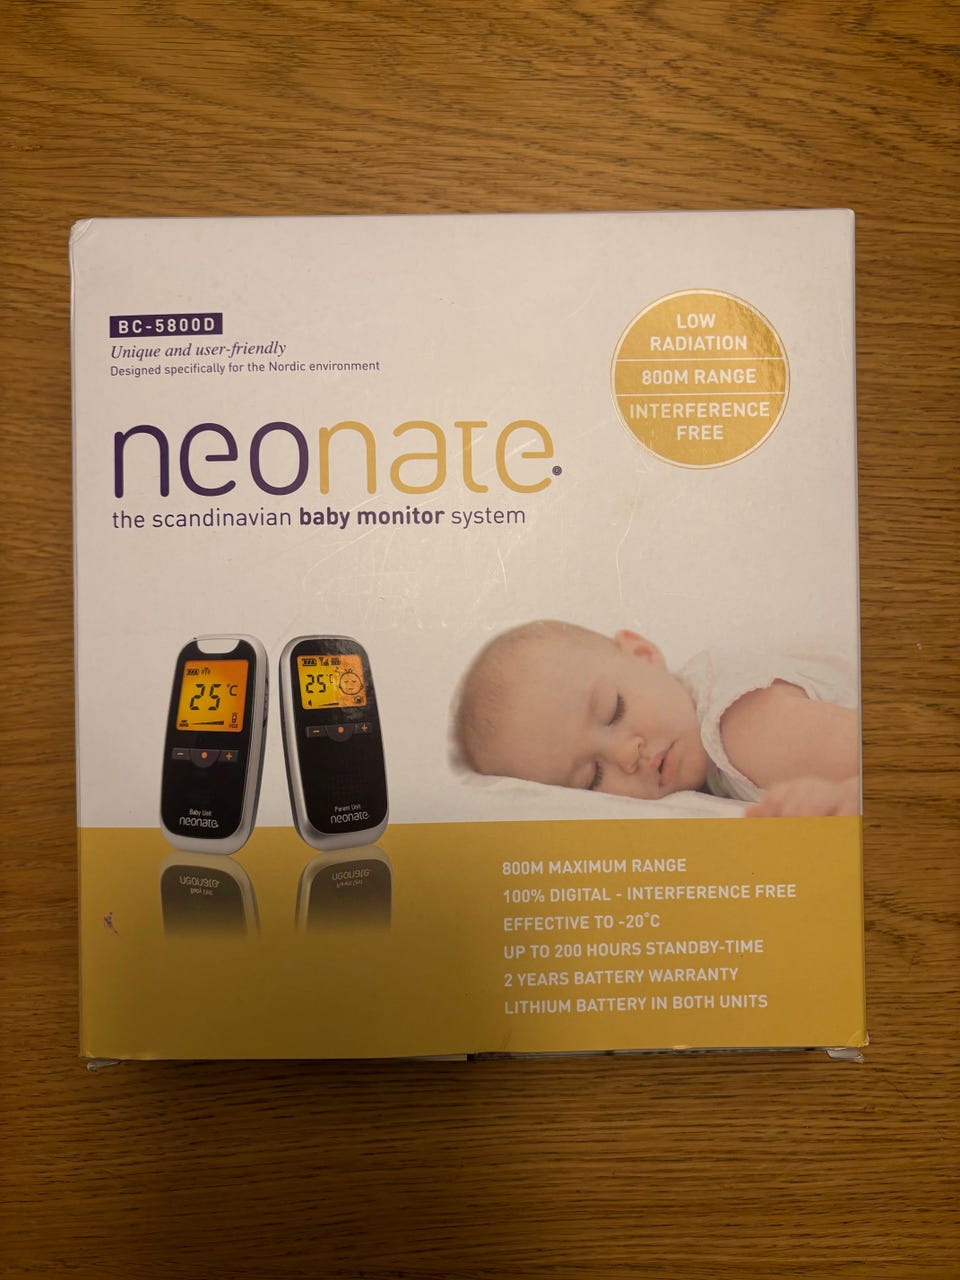 BC-5800D
Unique and user-friendly
Designed specifically for the Nordic environment
LOW
RADIATION
800M RANGE
INTERFERENCE
FREE
neonate
the scandinavian baby monitor system
25°C
25°C
- +
- +
Baby Unit
neonate
Parent Unit
neonate
800M MAXIMUM RANGE
100% DIGITAL - INTERFERENCE FREE
EFFECTIVE TO -20°C
UP TO 200 HOURS STANDBY-TIME
2 YEARS BATTERY WARRANTY
LITHIUM BATTERY IN BOTH UNITS